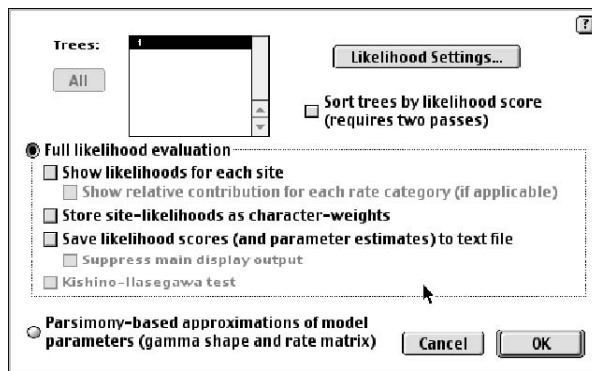 ?
Trees:
1
All
Likelihood Settings...
Sort trees by likelihood score
(requires two passes)
Full likelihood evaluation
Show likelihoods for each site
Show relative contribution for each rate category (if applicable)
Store site-likelihoods as character-weights
Save likelihood scores (and parameter estimates) to text file
Suppress main display output
Kishino-Hasegawa test
Parsimony-based approximations of model
parameters (gamma shape and rate matrix)
Cancel
OK